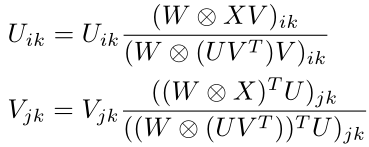 U_{ik} = U_{ik} \frac{(W \otimes XV)_{ik}}{(W \otimes (UV^T)V)_{ik}}
V_{jk} = V_{jk} \frac{((W \otimes X)^T U)_{jk}}{((W \otimes (UV^T))^T U)_{jk}}